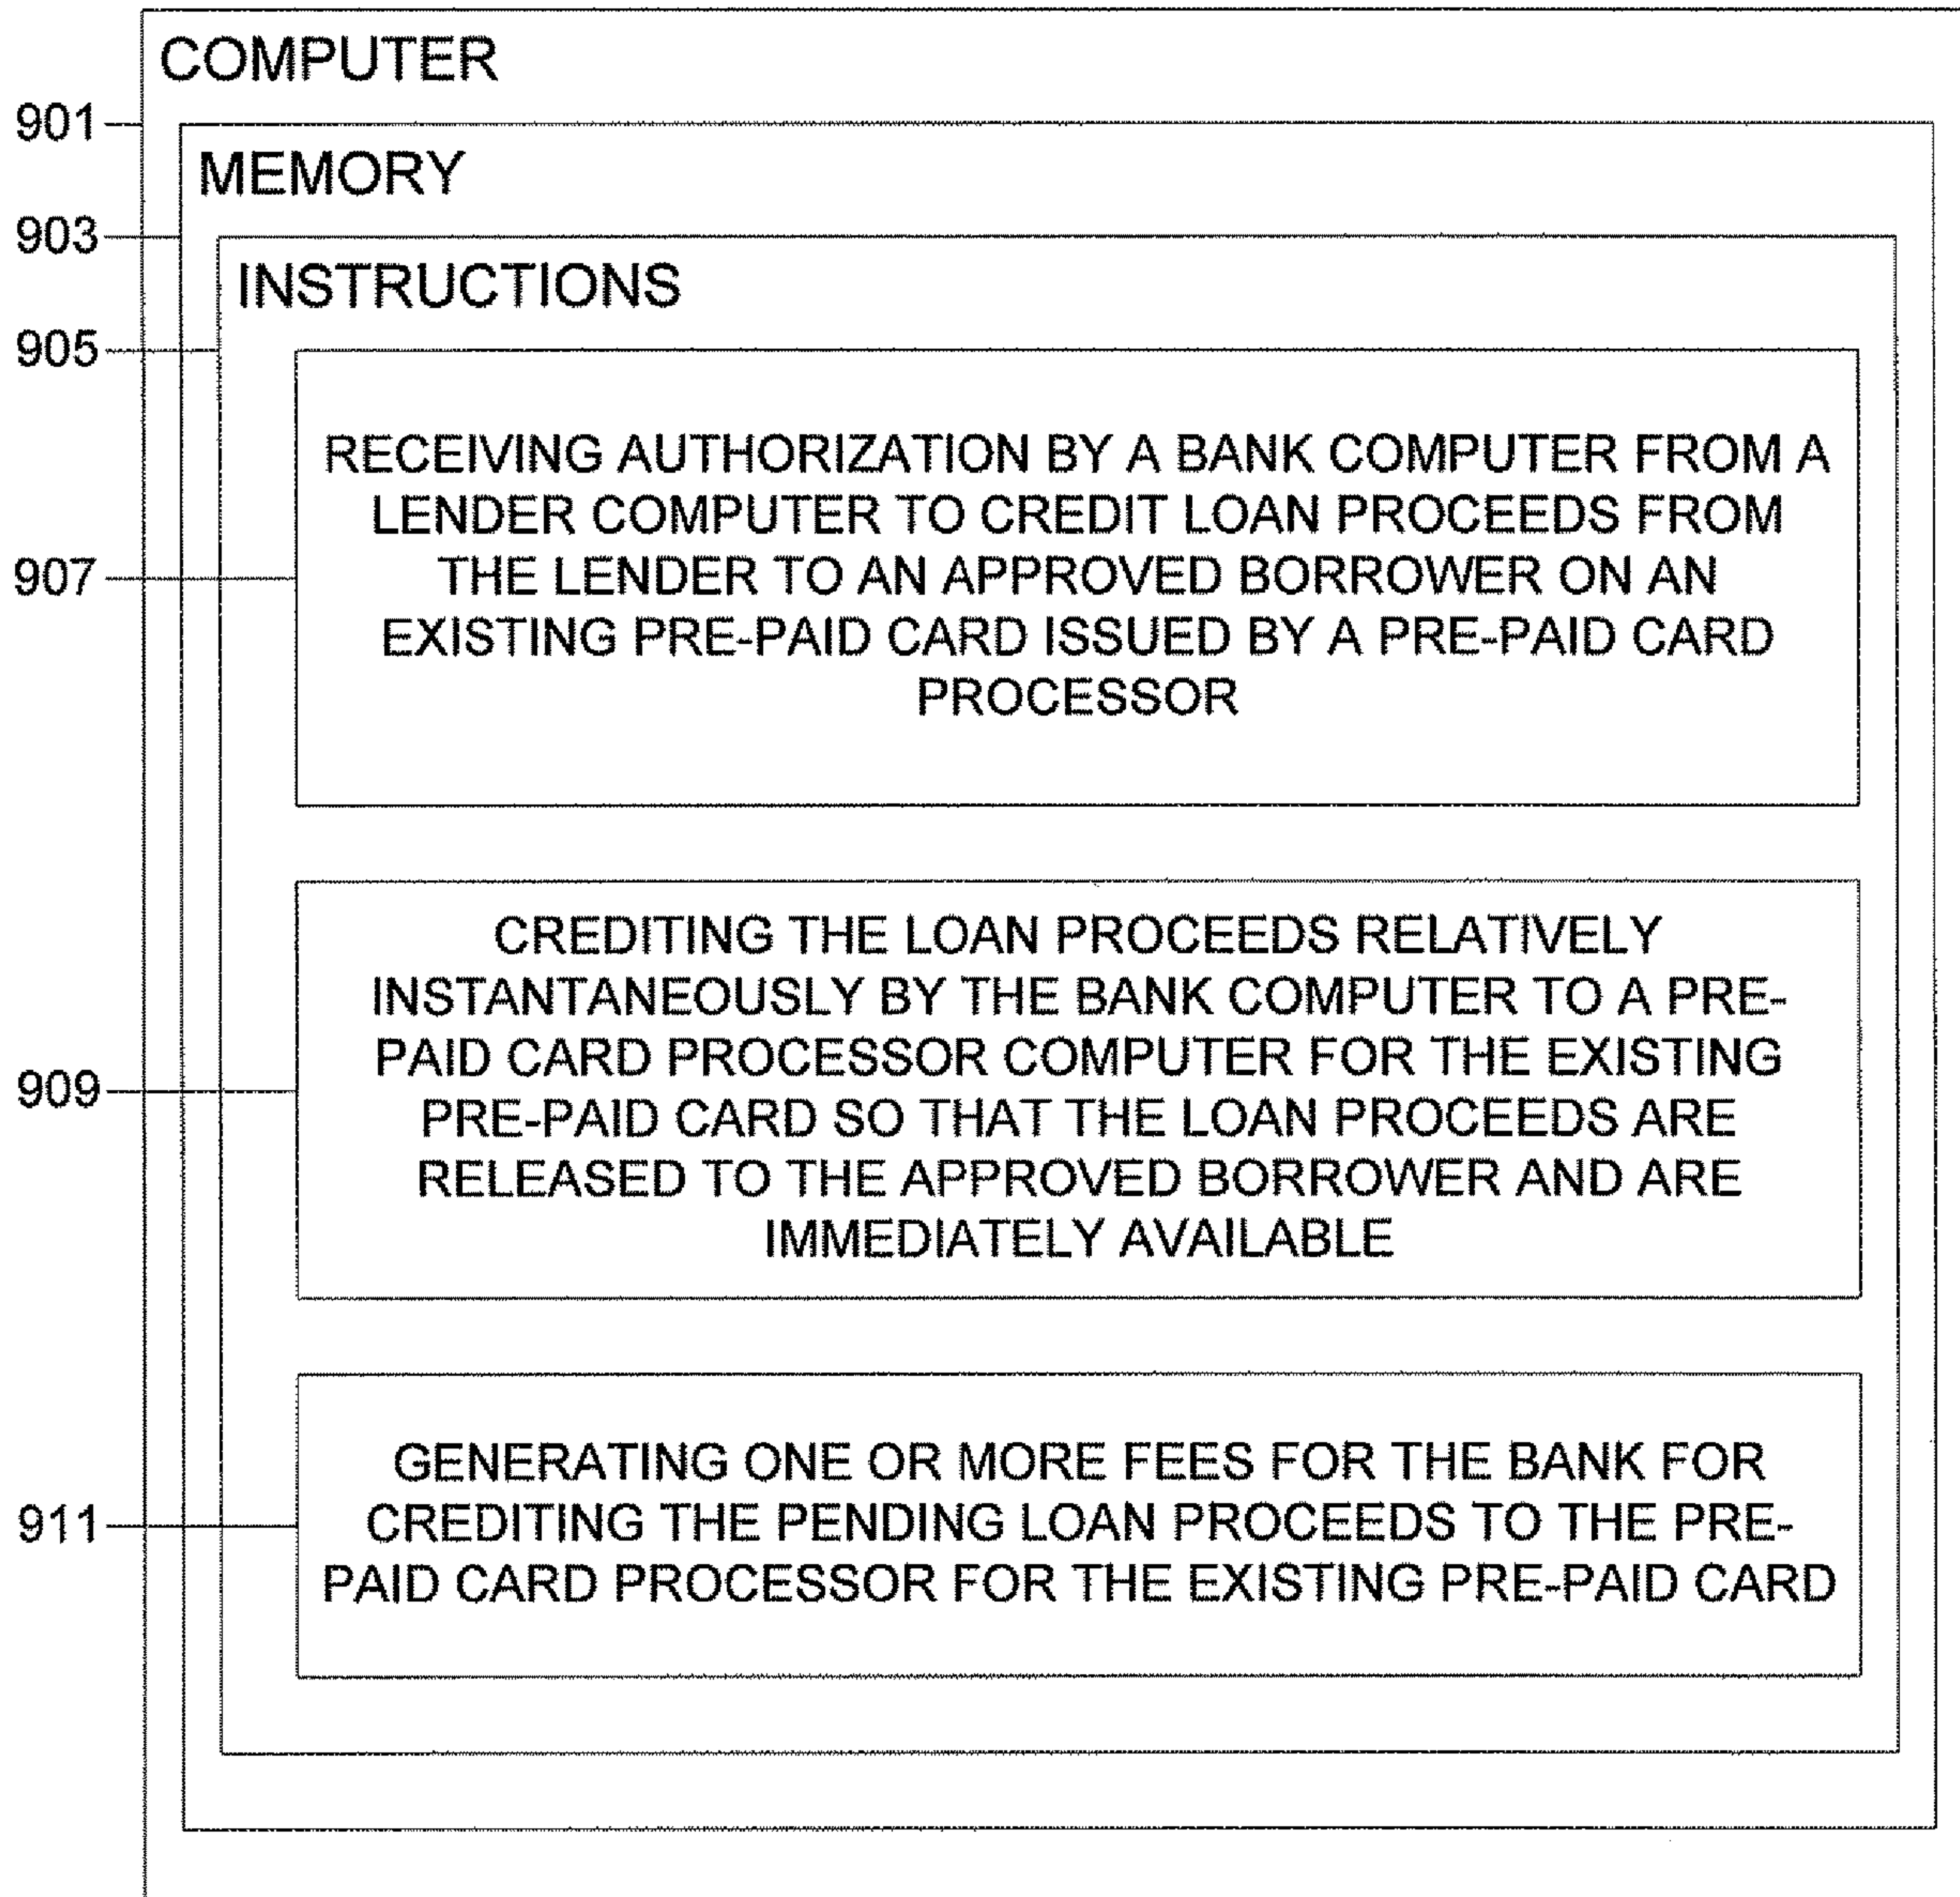 COMPUTER
901
MEMORY
903
INSTRUCTIONS
905
RECEIVING AUTHORIZATION BY A BANK COMPUTER FROM A
LENDER COMPUTER TO CREDIT LOAN PROCEEDS FROM
907
THE LENDER TO AN APPROVED BORROWER ON AN
EXISTING PRE-PAID CARD ISSUED BY A PRE-PAID CARD
PROCESSOR
CREDITING THE LOAN PROCEEDS RELATIVELY
INSTANTANEOUSLY BY THE BANK COMPUTER TO A PRE-
PAID CARD PROCESSOR COMPUTER FOR THE EXISTING
909
PRE-PAID CARD SO THAT THE LOAN PROCEEDS ARE
RELEASED TO THE APPROVED BORROWER AND ARE
IMMEDIATELY AVAILABLE
GENERATING ONE OR MORE FEES FOR THE BANK FOR
911
CREDITING THE PENDING LOAN PROCEEDS TO THE PRE-
PAID CARD PROCESSOR FOR THE EXISTING PRE-PAID CARD